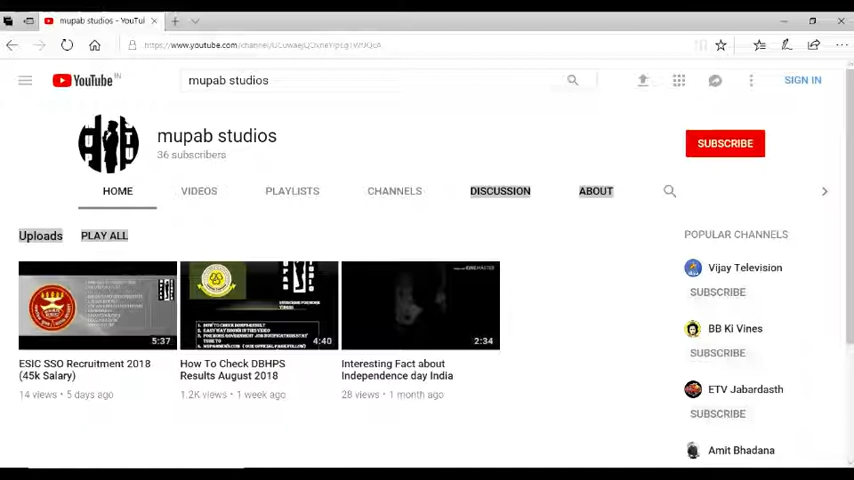 mupab studios - YouTu
YouTube IN
mupab studios
SIGN IN
mupab studios
36 subscribers
SUBSCRIBE
HOME VIDEOS PLAYLISTS CHANNELS DISCUSSION ABOUT
Uploads PLAY ALL
POPULAR CHANNELS
Vijay Television
SUBSCRIBE
BB Ki Vines
SUBSCRIBE
ETV Jabardasth
SUBSCRIBE
Amit Bhadana
5:37
4:40
2:34
ESIC SSO Recruitment 2018
(45k Salary)
14 views • 5 days ago
How To Check DBHPS
Results August 2018
1.2K views • 1 week ago
Interesting Fact about
Independence day India
28 views • 1 month ago